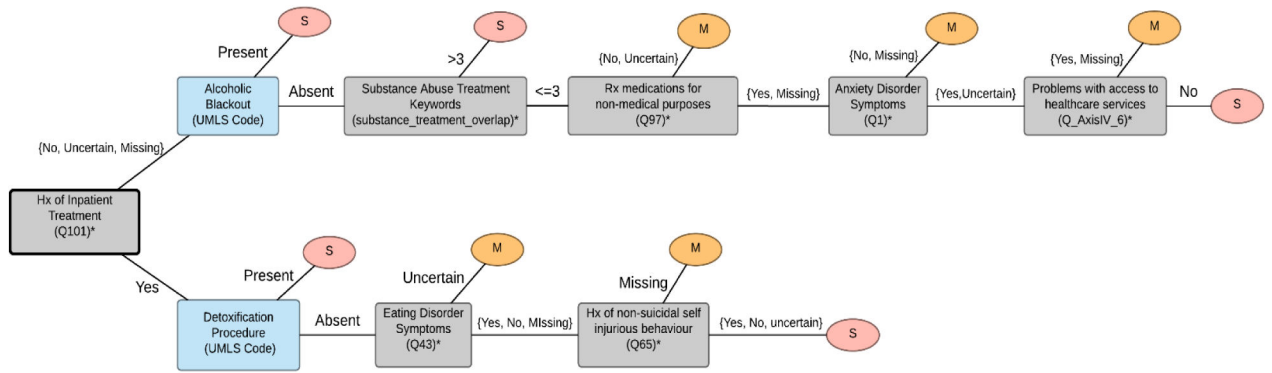 S
S
M
M
M
Present
>3
{No, Uncertain}
{No, Missing}
{Yes, Missing}
Alcoholic
Blackout
(UMLS Code)
Absent
Substance Abuse Treatment
Keywords
(substance_treatment_overlap)*
<=3
Rx medications for
non-medical purposes
(Q97)*
{Yes, Missing}
Anxiety Disorder
Symptoms
(Q1)*
{Yes,Uncertain}
Problems with access to
healthcare services
(Q_AxisIV_6)*
No
S
{No, Uncertain, Missing}
Hx of Inpatient
Treatment
(Q101)*
Yes
S
M
M
Present
Uncertain
Missing
Detoxification
Procedure
(UMLS Code)
Absent
Eating Disorder
Symptoms
(Q43)*
{Yes, No, MIssing}
Hx of non-suicidal self
injurious behaviour
(Q65)*
{Yes, No, uncertain}
S